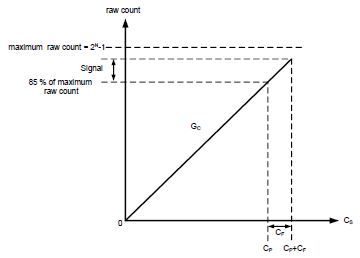 raw count
maximum raw count = 2ᴺ-1
Signal
85 % of maximum
raw count
G_C
0
C_S
C_F
C_P
C_P+C_F